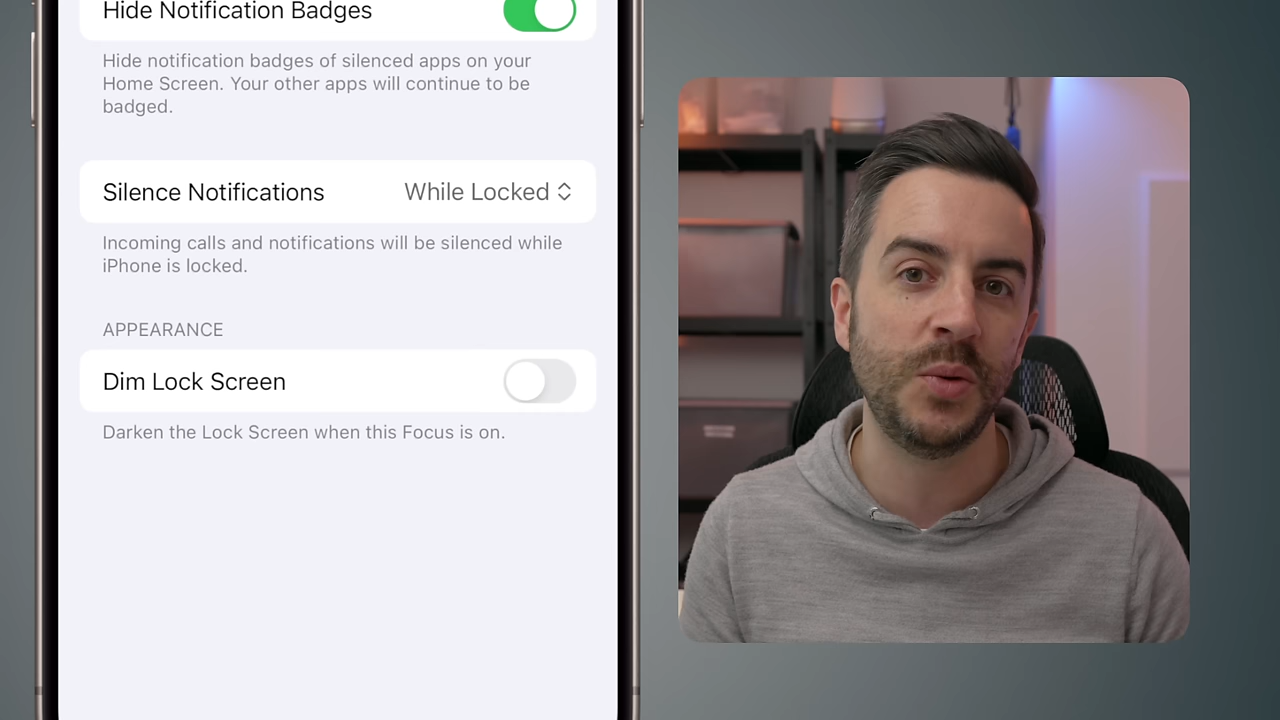 Hide Notification Badges
Hide notification badges of silenced apps on your
Home Screen. Your other apps will continue to be
badged.
Silence Notifications While Locked
Incoming calls and notifications will be silenced while
iPhone is locked.
APPEARANCE
Dim Lock Screen
Darken the Lock Screen when this Focus is on.